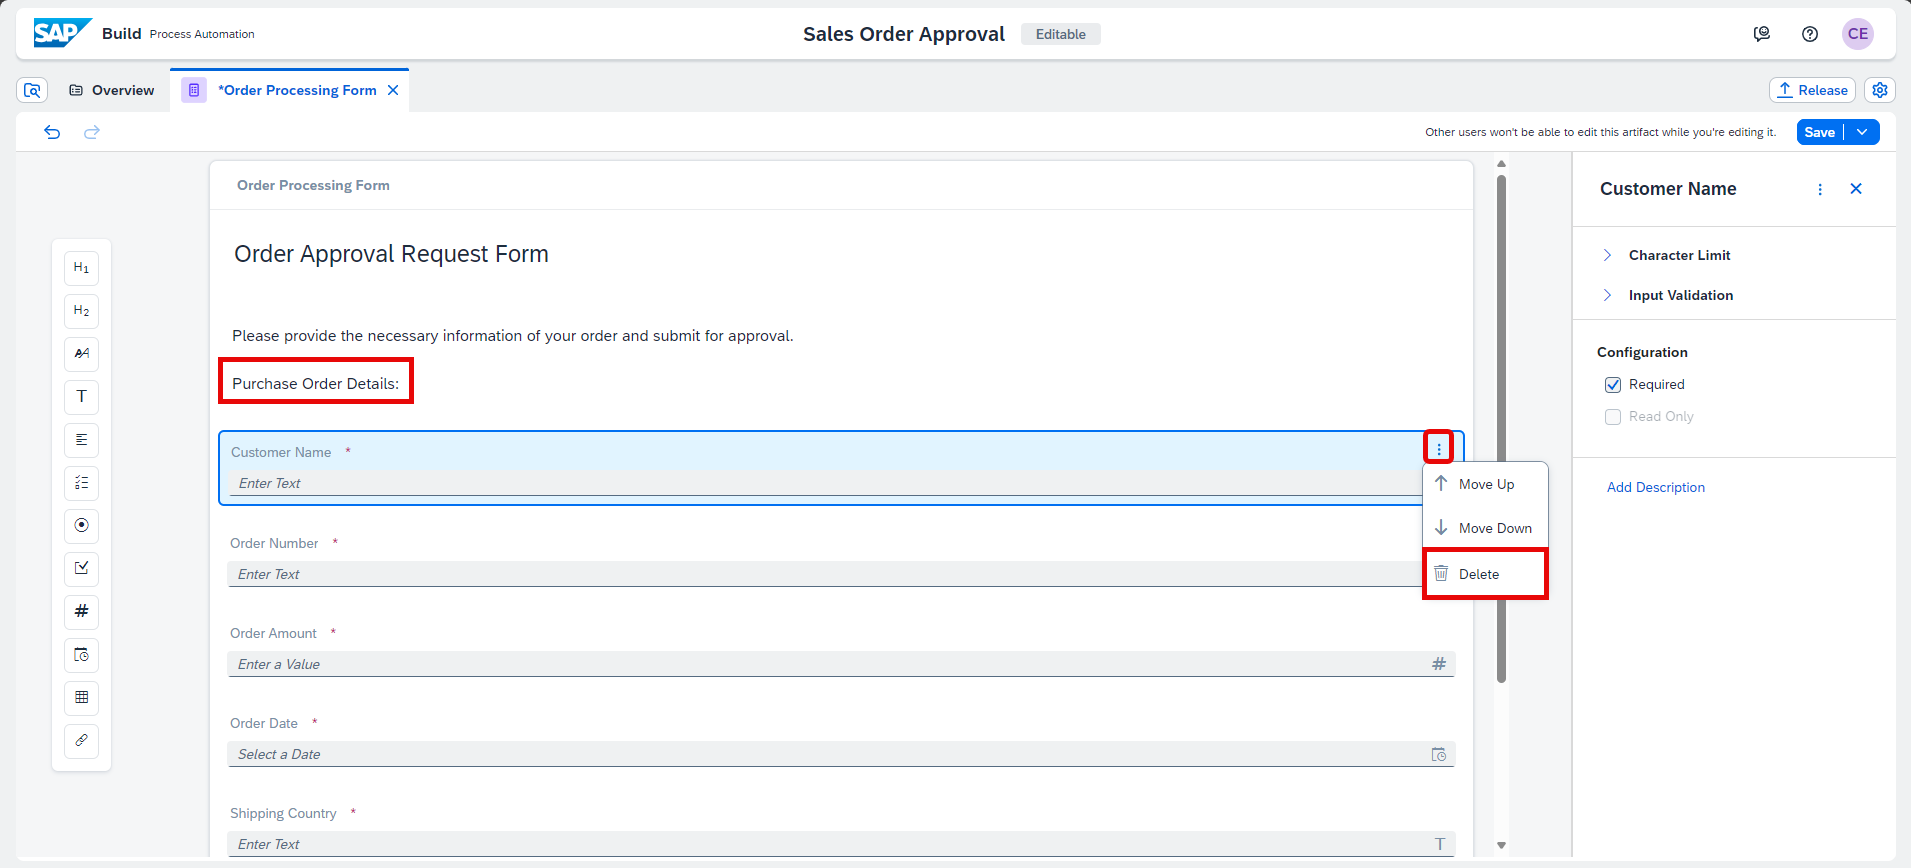 SAP Build Process Automation
Sales Order Approval Editable
CE
Overview
*Order Processing Form
Release
Other users won't be able to edit this artifact while you're editing it.
Save
Order Processing Form
Order Approval Request Form
Please provide the necessary information of your order and submit for approval.
Purchase Order Details:
H1
H2
AA
T
#
Customer Name *
Enter Text
Move Up
Move Down
Delete
Order Number *
Enter Text
Order Amount *
Enter a Value #
Order Date *
Select a Date
Shipping Country *
Enter Text T
Customer Name
Character Limit
Input Validation
Configuration
Required
Read Only
Add Description